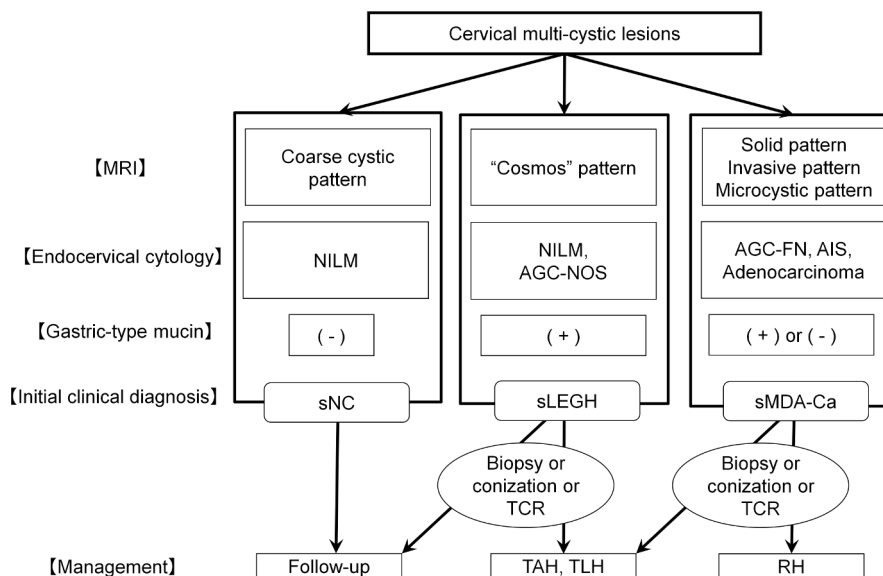 Cervical multi-cystic lesions
【MRI】
Coarse cystic
pattern
“Cosmos” pattern
Solid pattern
Invasive pattern
Microcystic pattern
【Endocervical cytology】
NILM
NILM,
AGC-NOS
AGC-FN, AIS,
Adenocarcinoma
【Gastric-type mucin】
( - )
( + )
( + ) or ( - )
【Initial clinical diagnosis】
sNC
sLEGH
sMDA-Ca
Biopsy or
conization or
TCR
Biopsy or
conization or
TCR
【Management】
Follow-up
TAH, TLH
RH